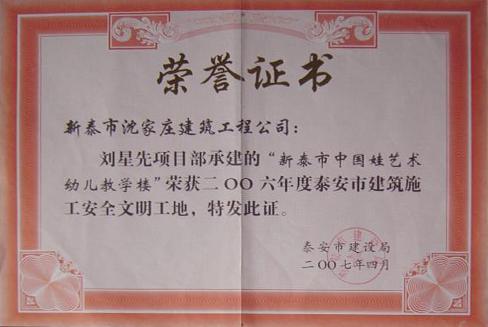 荣誉证书
新泰市沈家庄建筑工程公司：
刘星先项目部承建的“新泰市中国娃艺术
幼儿教学楼”荣获二〇〇六年度泰安市建筑施
工安全文明工地，特发此证。
泰安市建设局
二〇〇七年四月